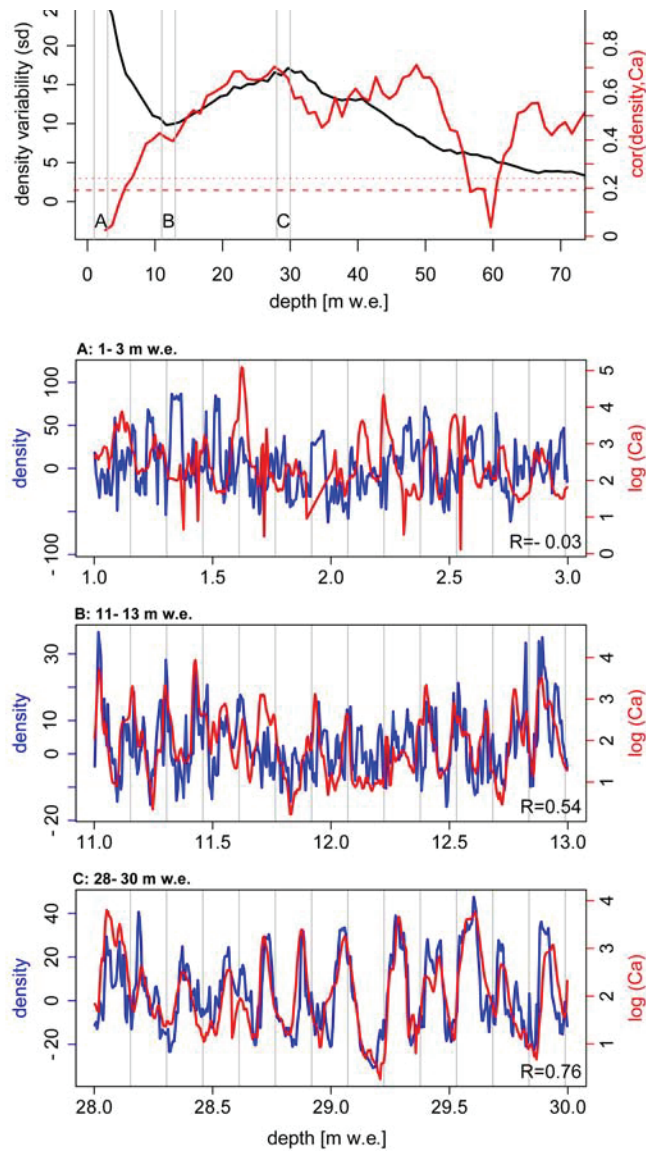 density variability (sd)
0 5 10 15 20
0 0.2 0.4 0.6 0.8
cor(density,Ca)
A B C
0 10 20 30 40 50 60 70
depth [m w.e.]
A: 1- 3 m w.e.
density
- 100 0 50 100
0 1 2 3 4 5
log (Ca)
R=- 0.03
1.0 1.5 2.0 2.5 3.0
B: 11- 13 m w.e.
density
- 20 0 10 30
1 2 3 4
log (Ca)
R=0.54
11.0 11.5 12.0 12.5 13.0
C: 28- 30 m w.e.
density
- 20 0 20 40
1 2 3 4
log (Ca)
R=0.76
28.0 28.5 29.0 29.5 30.0
depth [m w.e.]